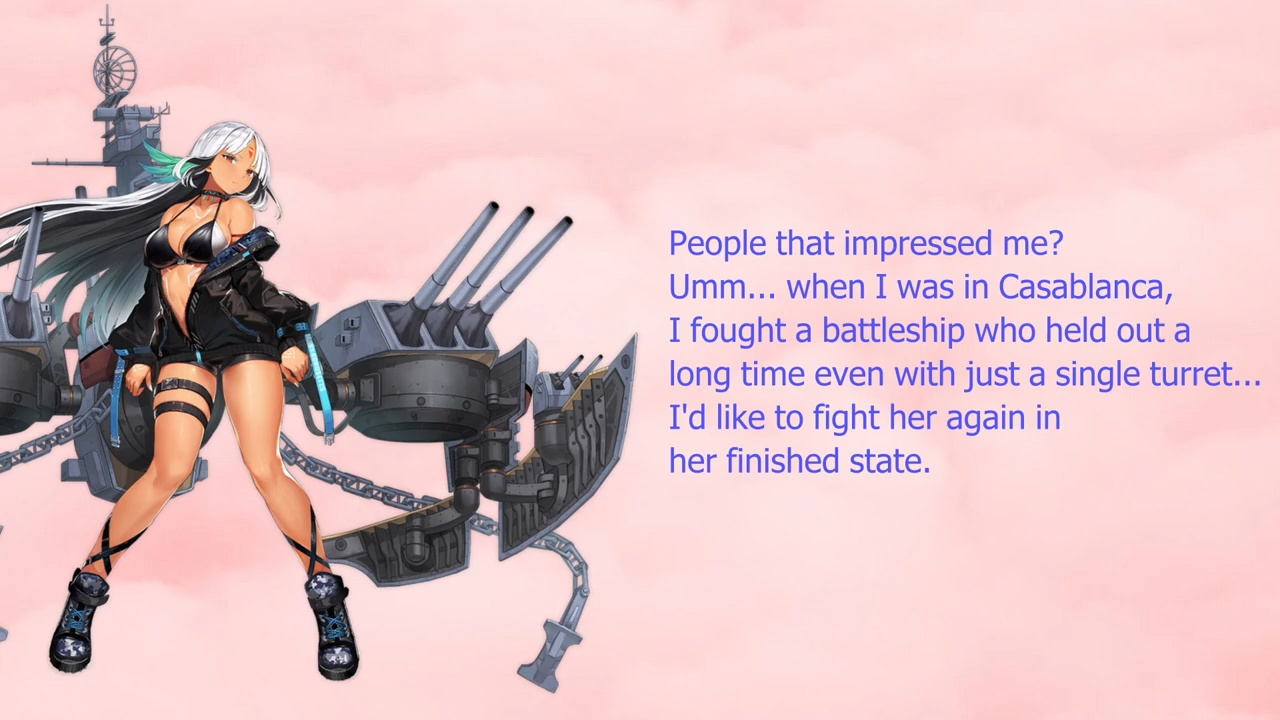 People that impressed me?
Umm... when I was in Casablanca,
I fought a battleship who held out a
long time even with just a single turret...
I'd like to fight her again in
her finished state.